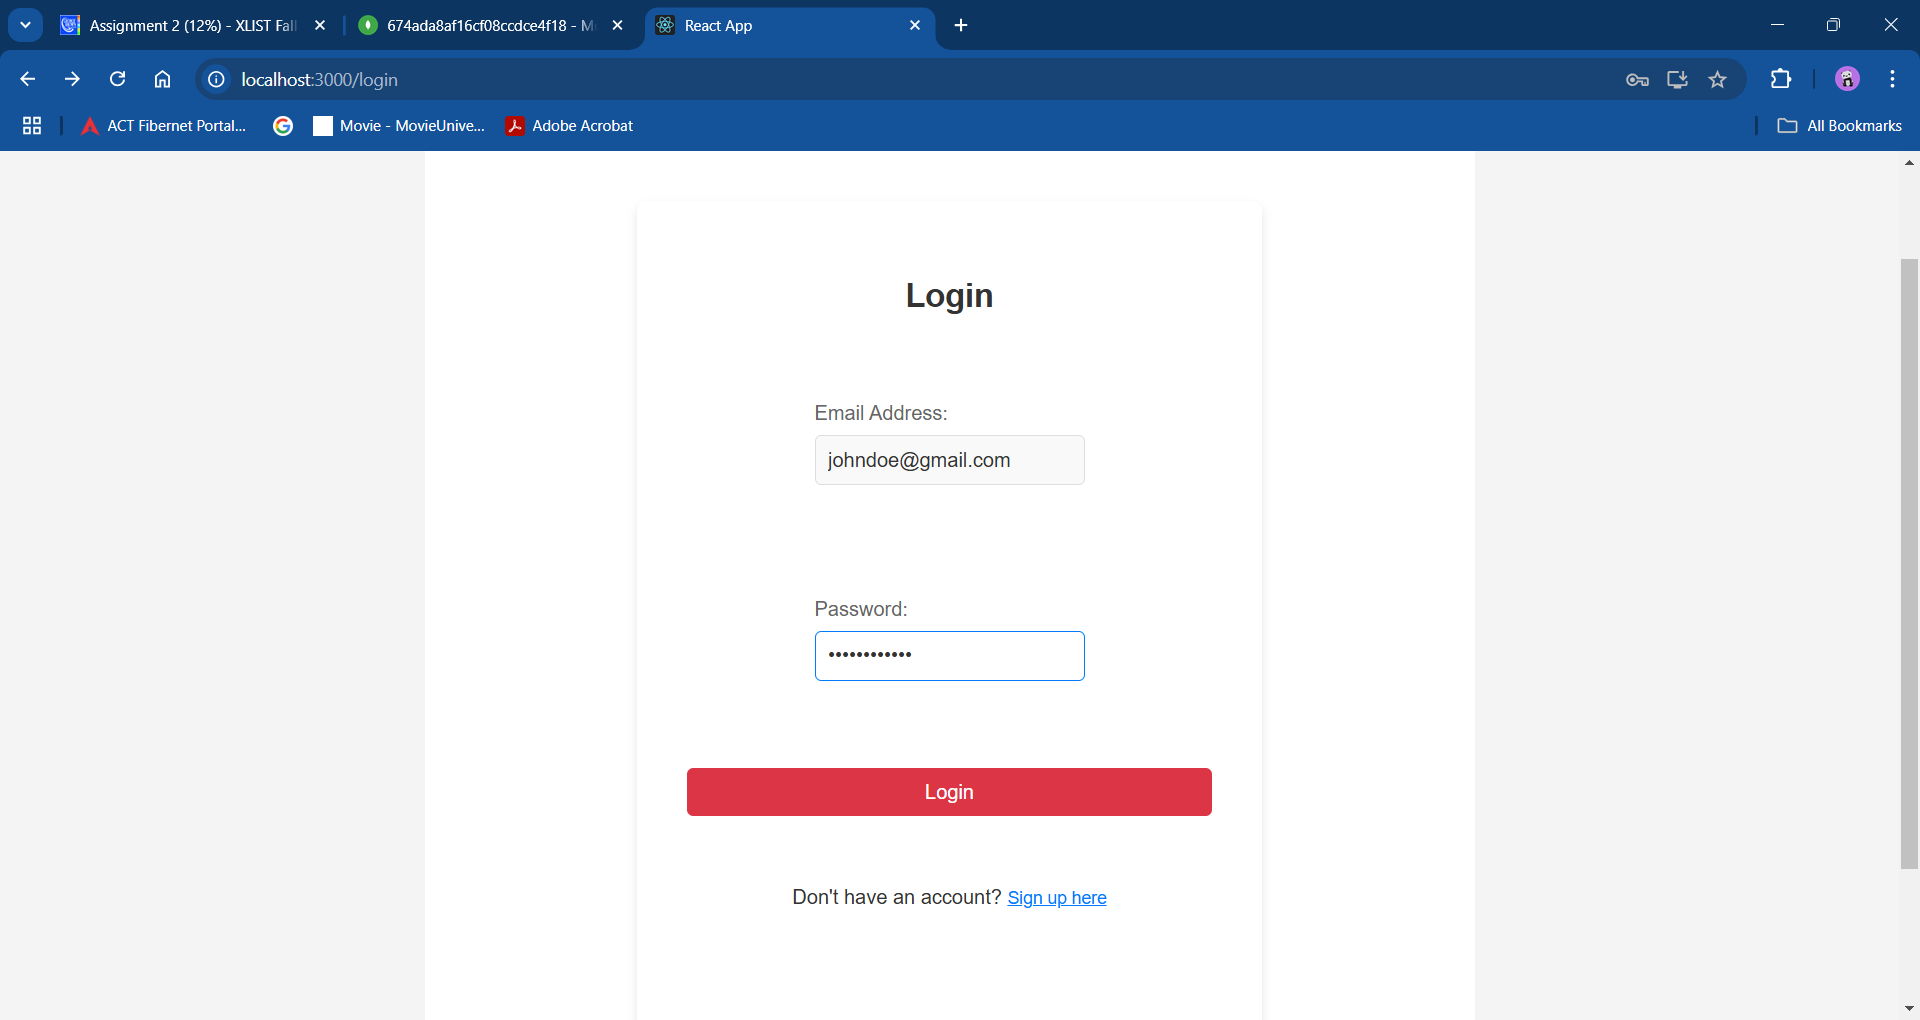 Assignment 2 (12%) - XLIST Fall
674ada8af16cf08ccdce4f18 - M
React App
localhost:3000/login
ACT Fibernet Portal...
Movie - MovieUnive...
Adobe Acrobat
All Bookmarks
Login
Email Address:
johndoe@gmail.com
Password:
••••••••••••
Login
Don't have an account? Sign up here